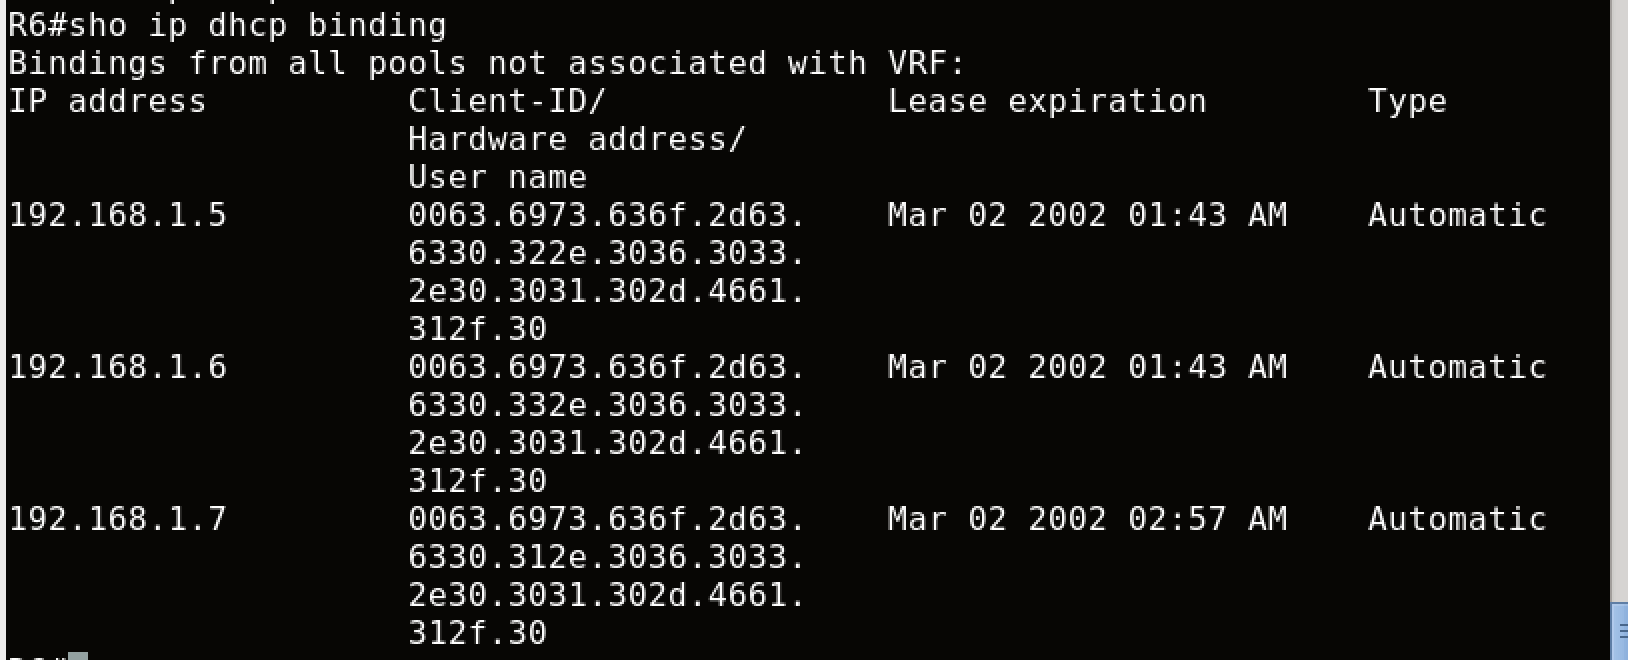 R6#sho ip dhcp binding
Bindings from all pools not associated with VRF:
IP address          Client-ID/              Lease expiration        Type
                    Hardware address/
                    User name
192.168.1.5         0063.6973.636f.2d63.    Mar 02 2002 01:43 AM    Automatic
                    6330.322e.3036.3033.
                    2e30.3031.302d.4661.
                    312f.30
192.168.1.6         0063.6973.636f.2d63.    Mar 02 2002 01:43 AM    Automatic
                    6330.332e.3036.3033.
                    2e30.3031.302d.4661.
                    312f.30
192.168.1.7         0063.6973.636f.2d63.    Mar 02 2002 02:57 AM    Automatic
                    6330.312e.3036.3033.
                    2e30.3031.302d.4661.
                    312f.30